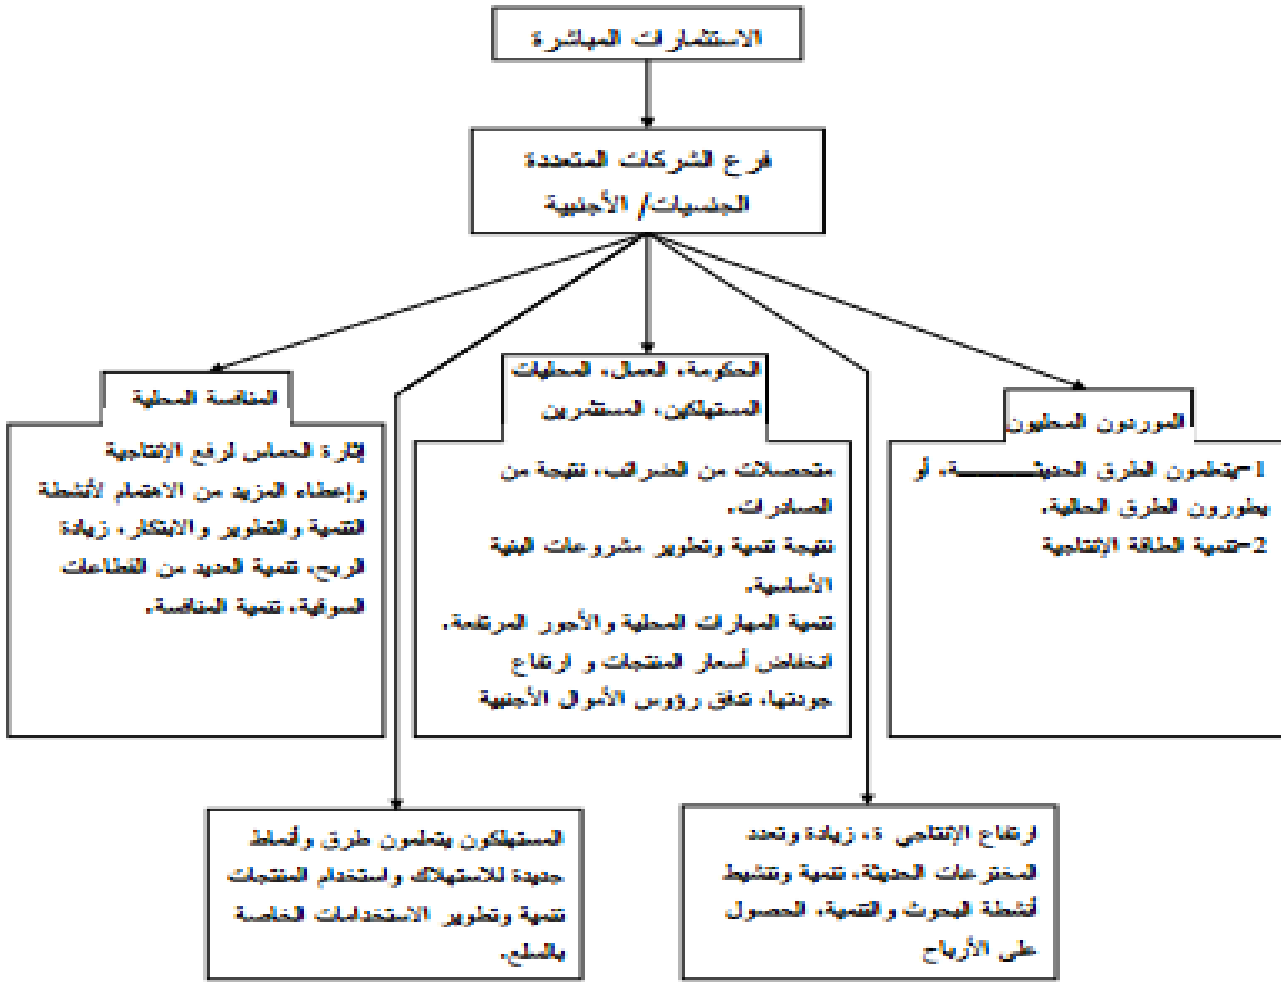 الاستثمارات المباشرة
فرع الشركات المتعددة
الجنسيات/ الأجنبية
الموردون المحليون
1-يتعلمون الطرق الحديثـــــــــة، أو
يطورون الطرق الحالية.
2-تنمية الطاقة الإنتاجية
الحكومة، العمال، المحليات
المستهلكين، المستثمرين
متحصلات من الضرائب، نتيجة من
الصادرات.
نتيجة تنمية وتطوير مشروعات البنية
الأساسية.
تنمية المهارات المحلية والأجور المرتفعة.
انخفاض أسعار المنتجات و ارتفاع
جودتها، تدفق رؤوس الأموال الأجنبية
المنافسة المحلية
إثارة الحماس لرفع الإنتاجية
وإعطاء المزيد من الاهتمام لأنشطة
التنمية والتطوير والابتكار، زيادة
الربح، تنمية العديد من القطاعات
السوقية، تنمية المنافسة.
ارتفاع الإنتاجي ة، زيادة وتعدد
المخترعات الحديثة، تنمية وتنشيط
أنشطة البحوث والتنمية، الحصول
على الأرباح
المستهلكون يتعلمون طرق وأنماط
جديدة للاستهلاك واستخدام المنتجات
تنمية وتطوير الاستخدامات الخاصة
بالسلع.